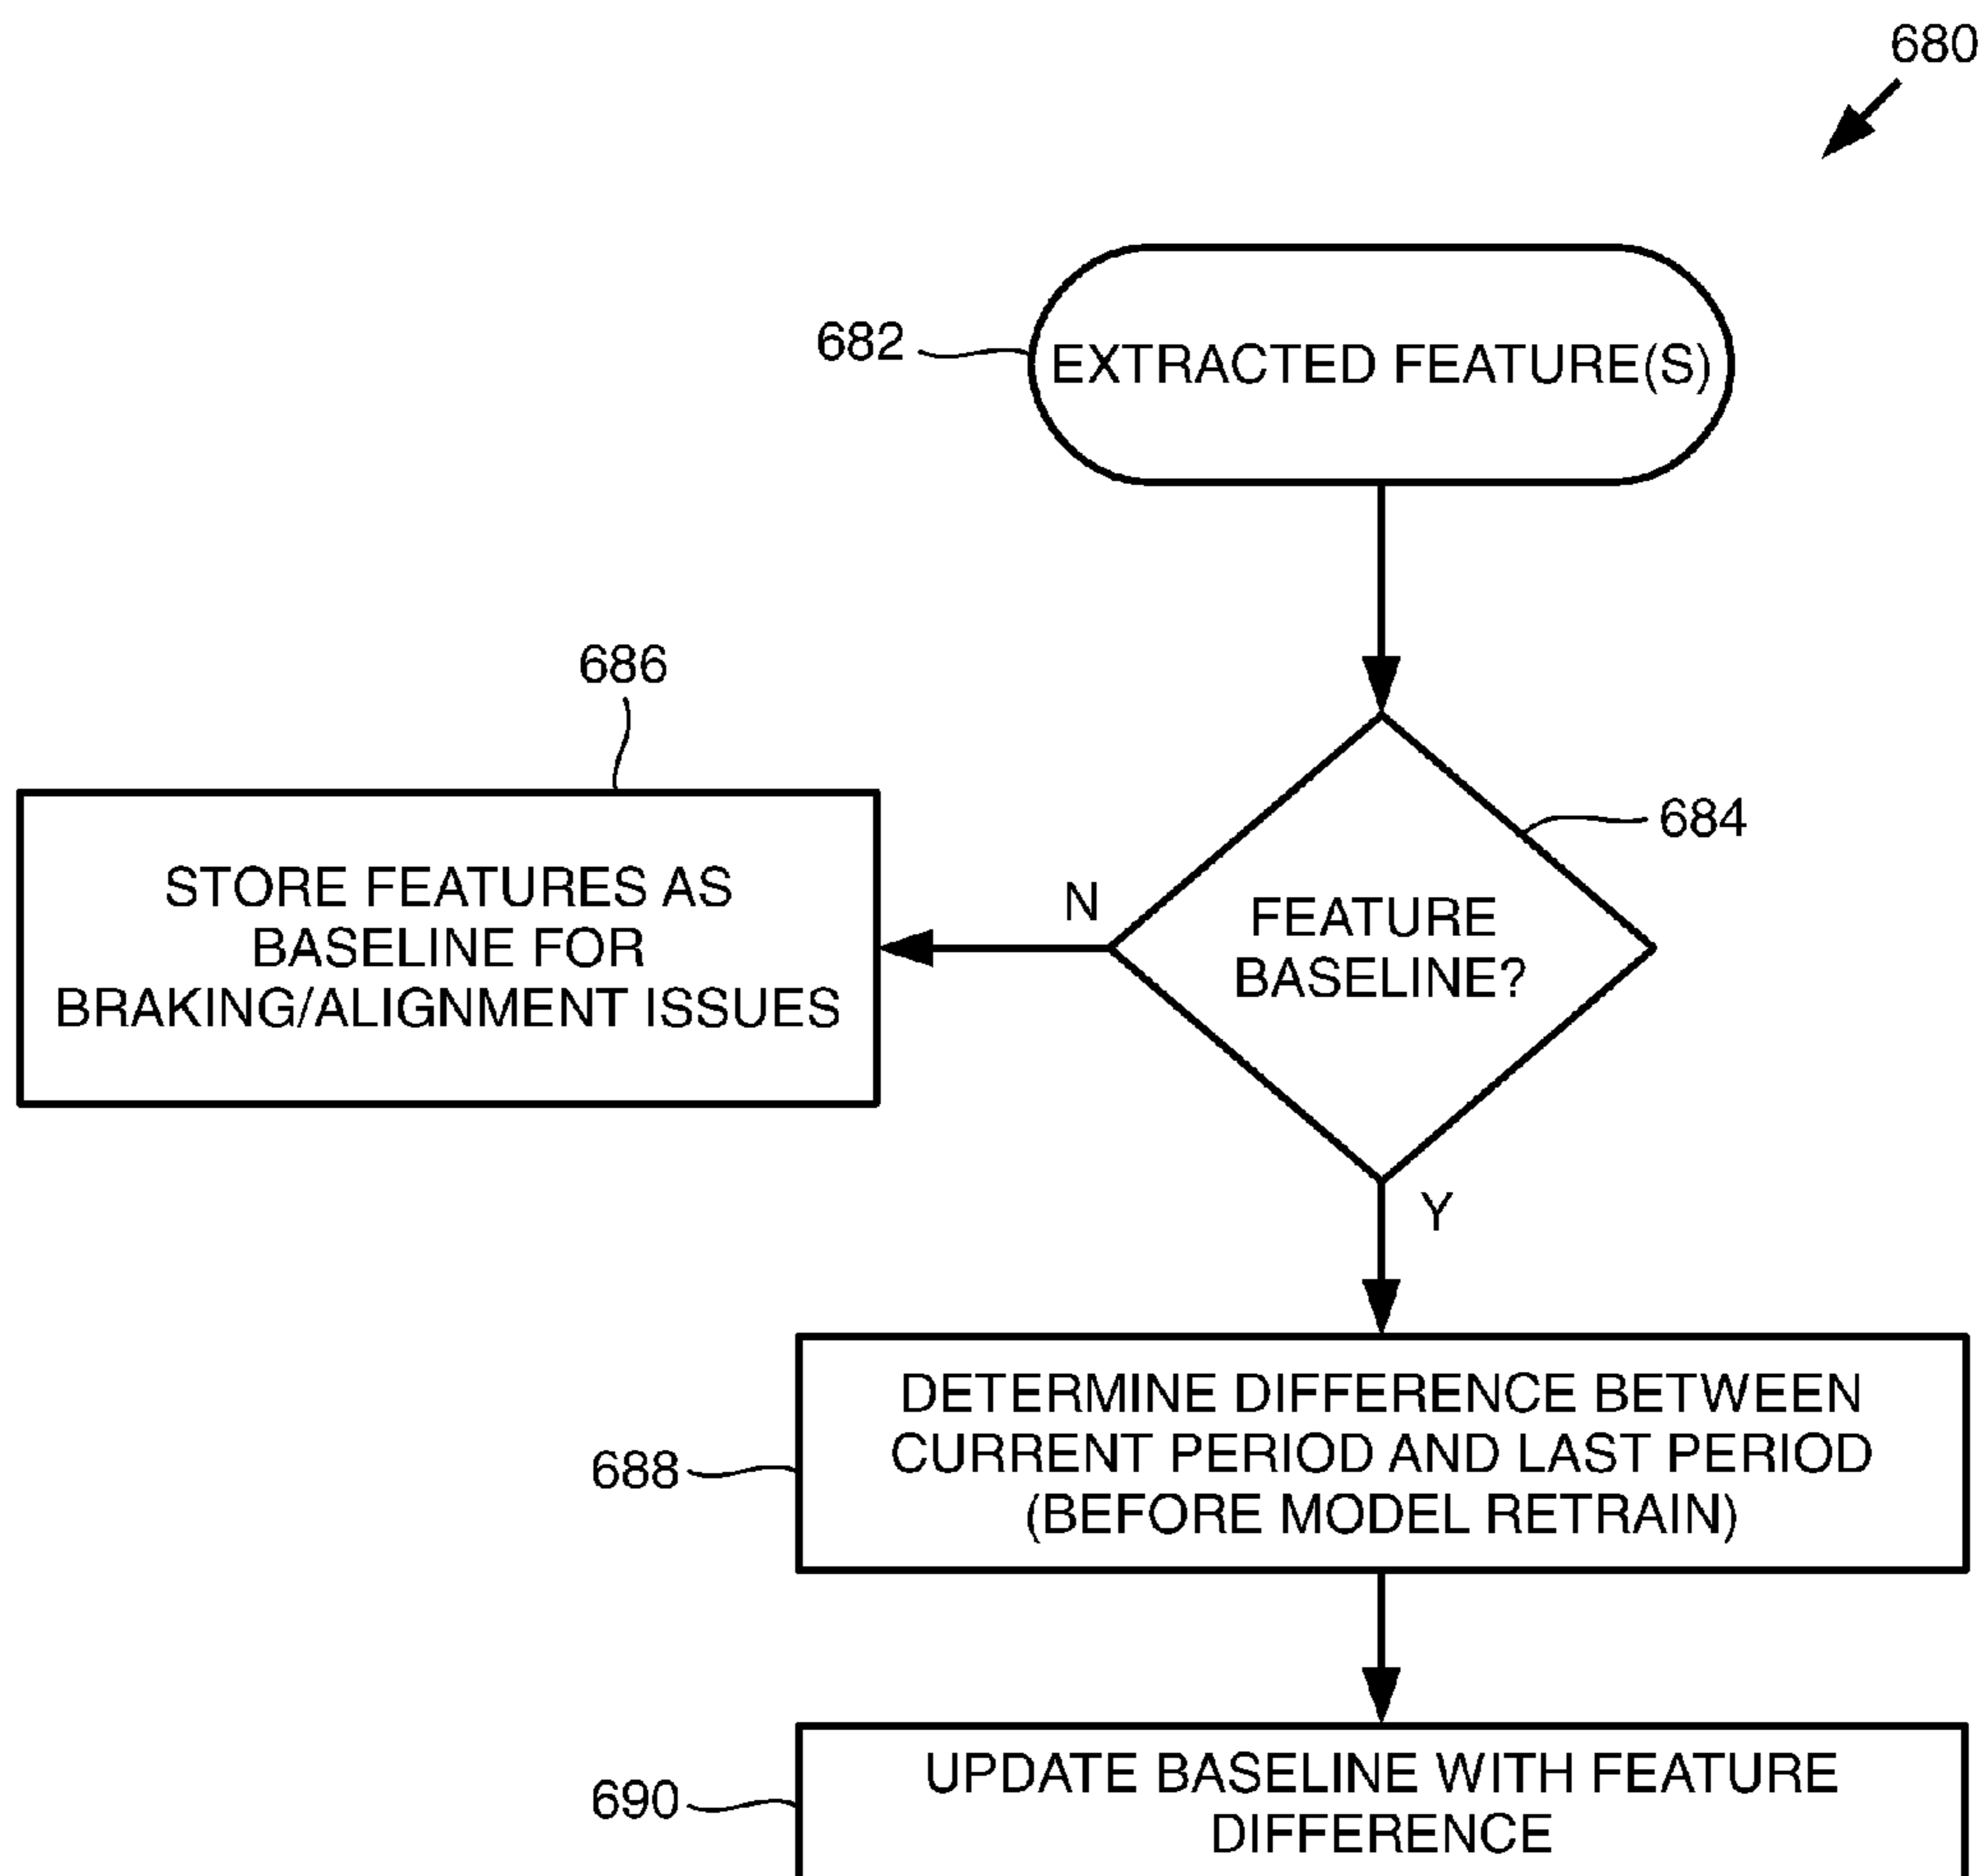 680
682
EXTRACTED FEATURE(S)
686
684
STORE FEATURES AS
BASELINE FOR
BRAKING/ALIGNMENT ISSUES
N
FEATURE
BASELINE?
Y
688
DETERMINE DIFFERENCE BETWEEN
CURRENT PERIOD AND LAST PERIOD
(BEFORE MODEL RETRAIN)
690
UPDATE BASELINE WITH FEATURE
DIFFERENCE